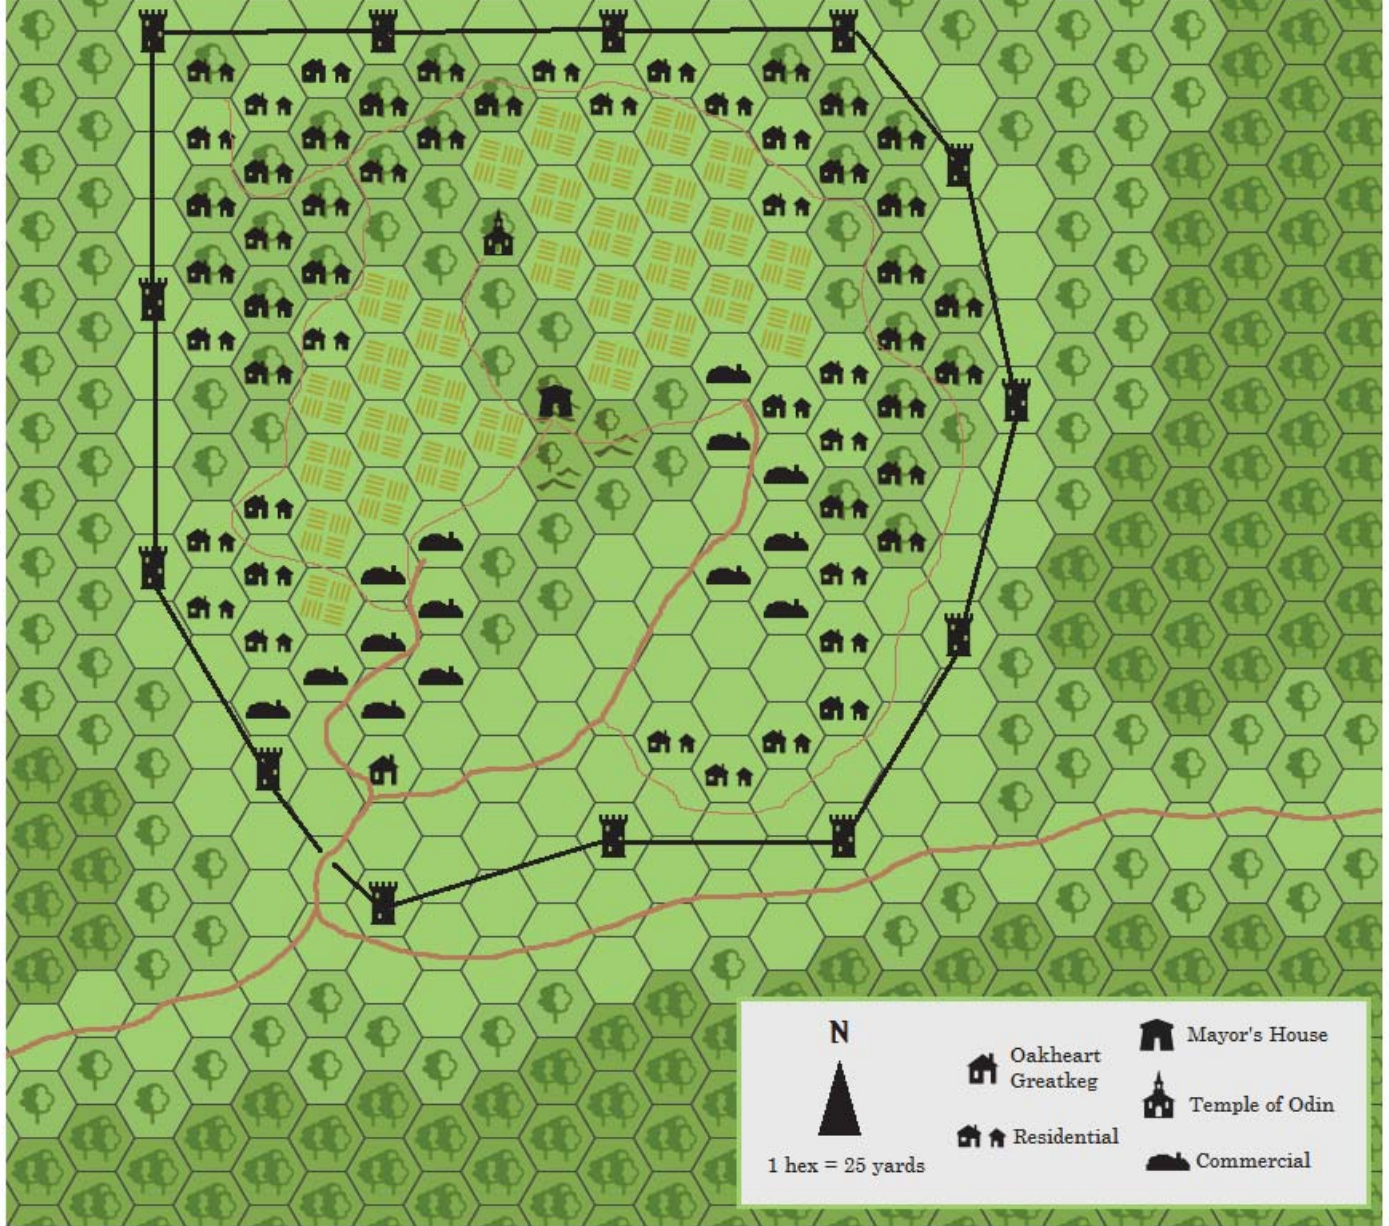 N
1 hex = 25 yards
Oakheart
Greatkeg
Residential
Mayor's House
Temple of Odin
Commercial